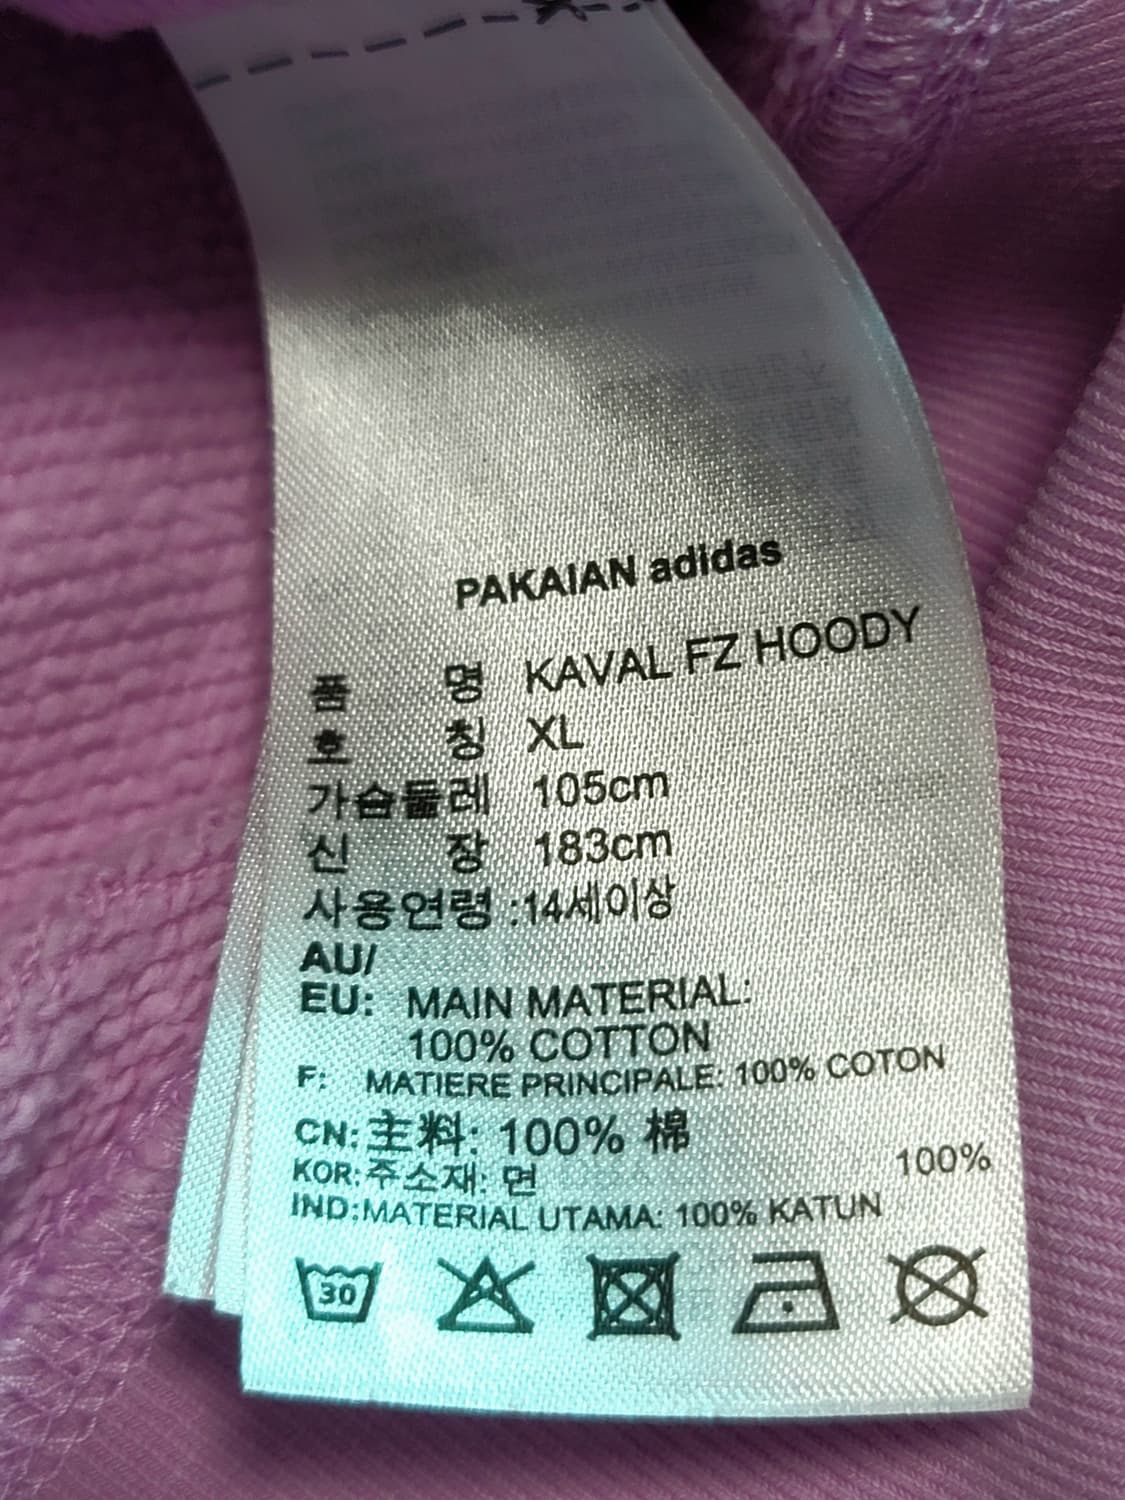 PAKAIAN adidas
품 명 KAVAL FZ HOODY
호 칭 XL
가슴둘레 105cm
신 장 183cm
사용연령 :14세이상
AU/
EU: MAIN MATERIAL:
100% COTTON
F: MATIERE PRINCIPALE: 100% COTON
CN: 主料: 100% 棉
KOR: 주소재: 면 100%
IND:MATERIAL UTAMA: 100% KATUN
30